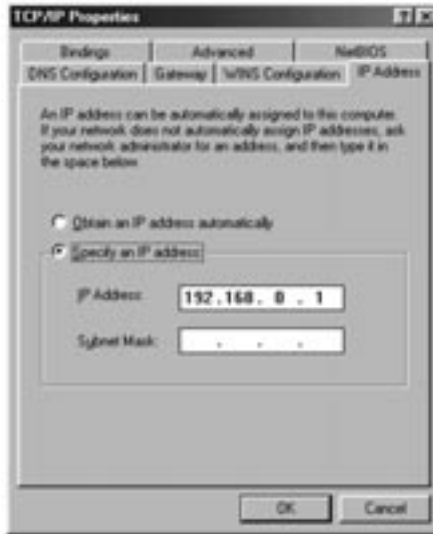 TCP/IP Properties
? X
Bindings Advanced NetBIOS
DNS Configuration Gateway WINS Configuration IP Address
An IP address can be automatically assigned to this computer.
If your network does not automatically assign IP addresses, ask
your network administrator for an address, and then type it in
the space below.
Obtain an IP address automatically
Specify an IP address:
IP Address: 192.168. 0 . 1
Subnet Mask: . . .
OK Cancel